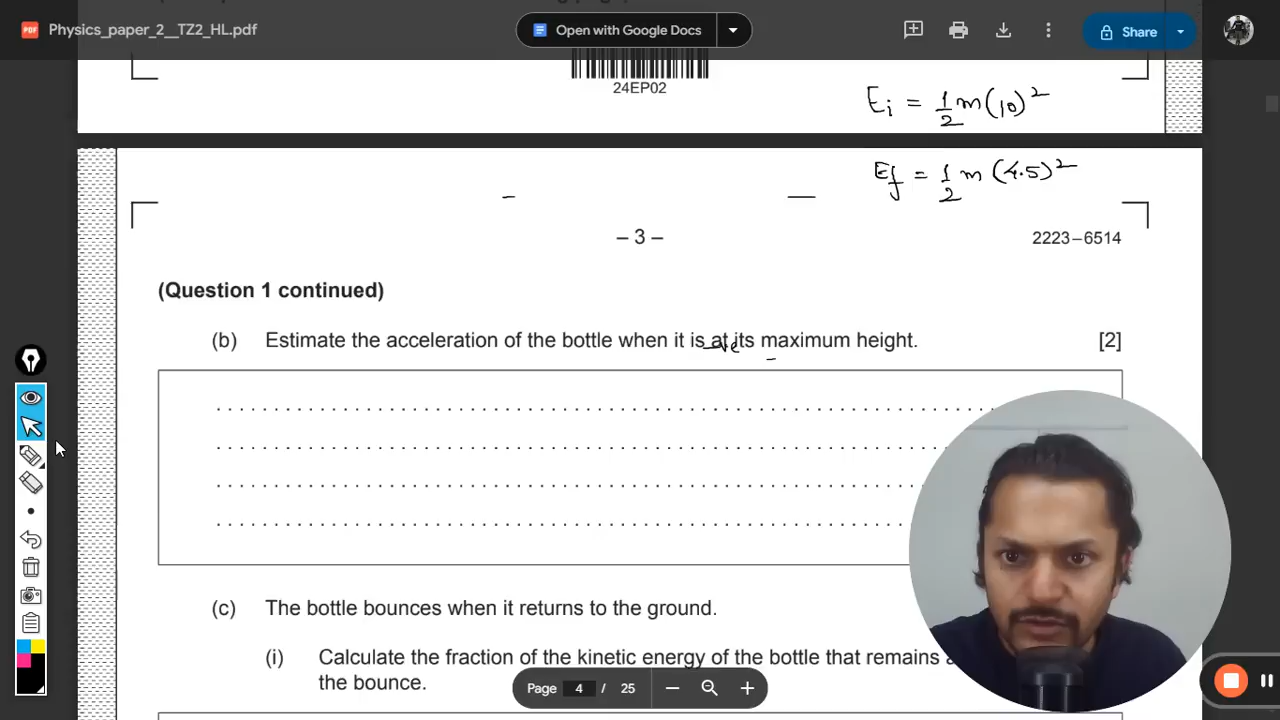 Physics_paper_2__TZ2_HL.pdf
Open with Google Docs
Share
24EP02
E_i = 1/2 m(10)^2
E_f = 1/2 m(4.5)^2
– 3 –
2223–6514
(Question 1 continued)
(b) Estimate the acceleration of the bottle when it is at its maximum height. [2]
(c) The bottle bounces when it returns to the ground.
(i) Calculate the fraction of the kinetic energy of the bottle that remains
the bounce.
Page 4 / 25